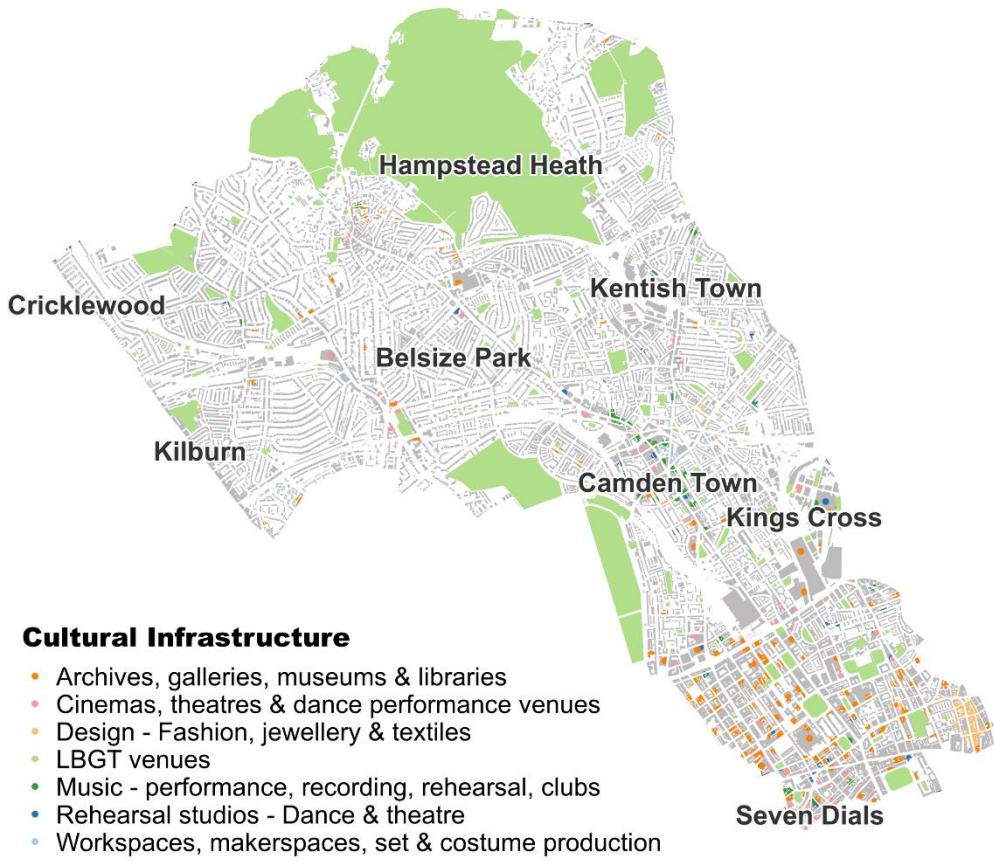 Hampstead Heath
Kentish Town
Cricklewood
Belsize Park
Kilburn
Camden Town
Kings Cross
Cultural Infrastructure
Archives, galleries, museums & libraries
Cinemas, theatres & dance performance venues
Design - Fashion, jewellery & textiles
LBGT venues
Music - performance, recording, rehearsal, clubs
Rehearsal studios - Dance & theatre
Seven Dials
Workspaces, makerspaces, set & costume production